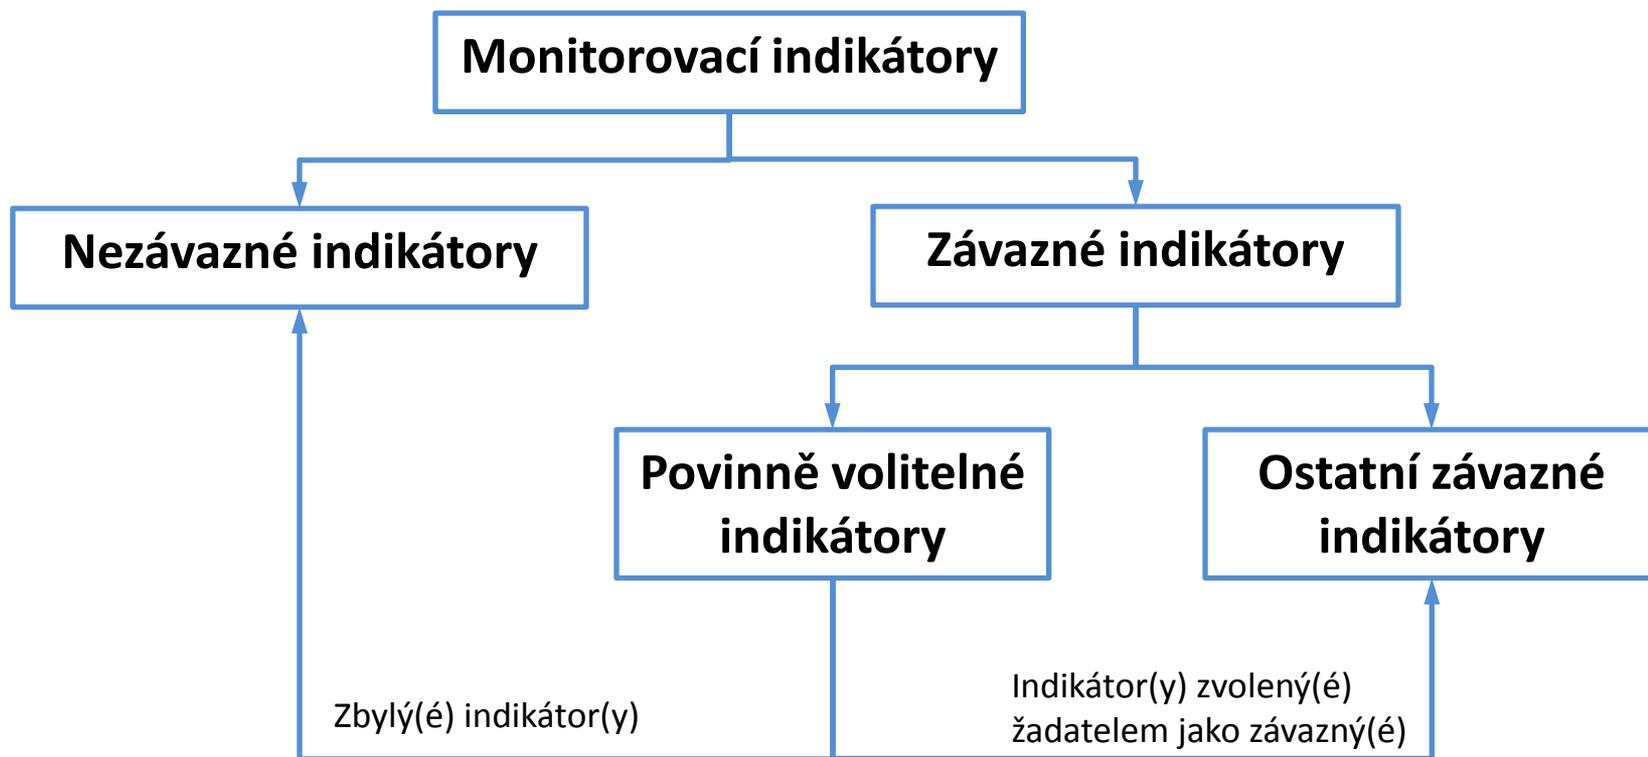 Monitorovací indikátory
Nezávazné indikátory
Závazné indikátory
Povinně volitelné
indikátory
Ostatní závazné
indikátory
Zbylý(é) indikátor(y)
Indikátor(y) zvolený(é)
žadatelem jako závazný(é)